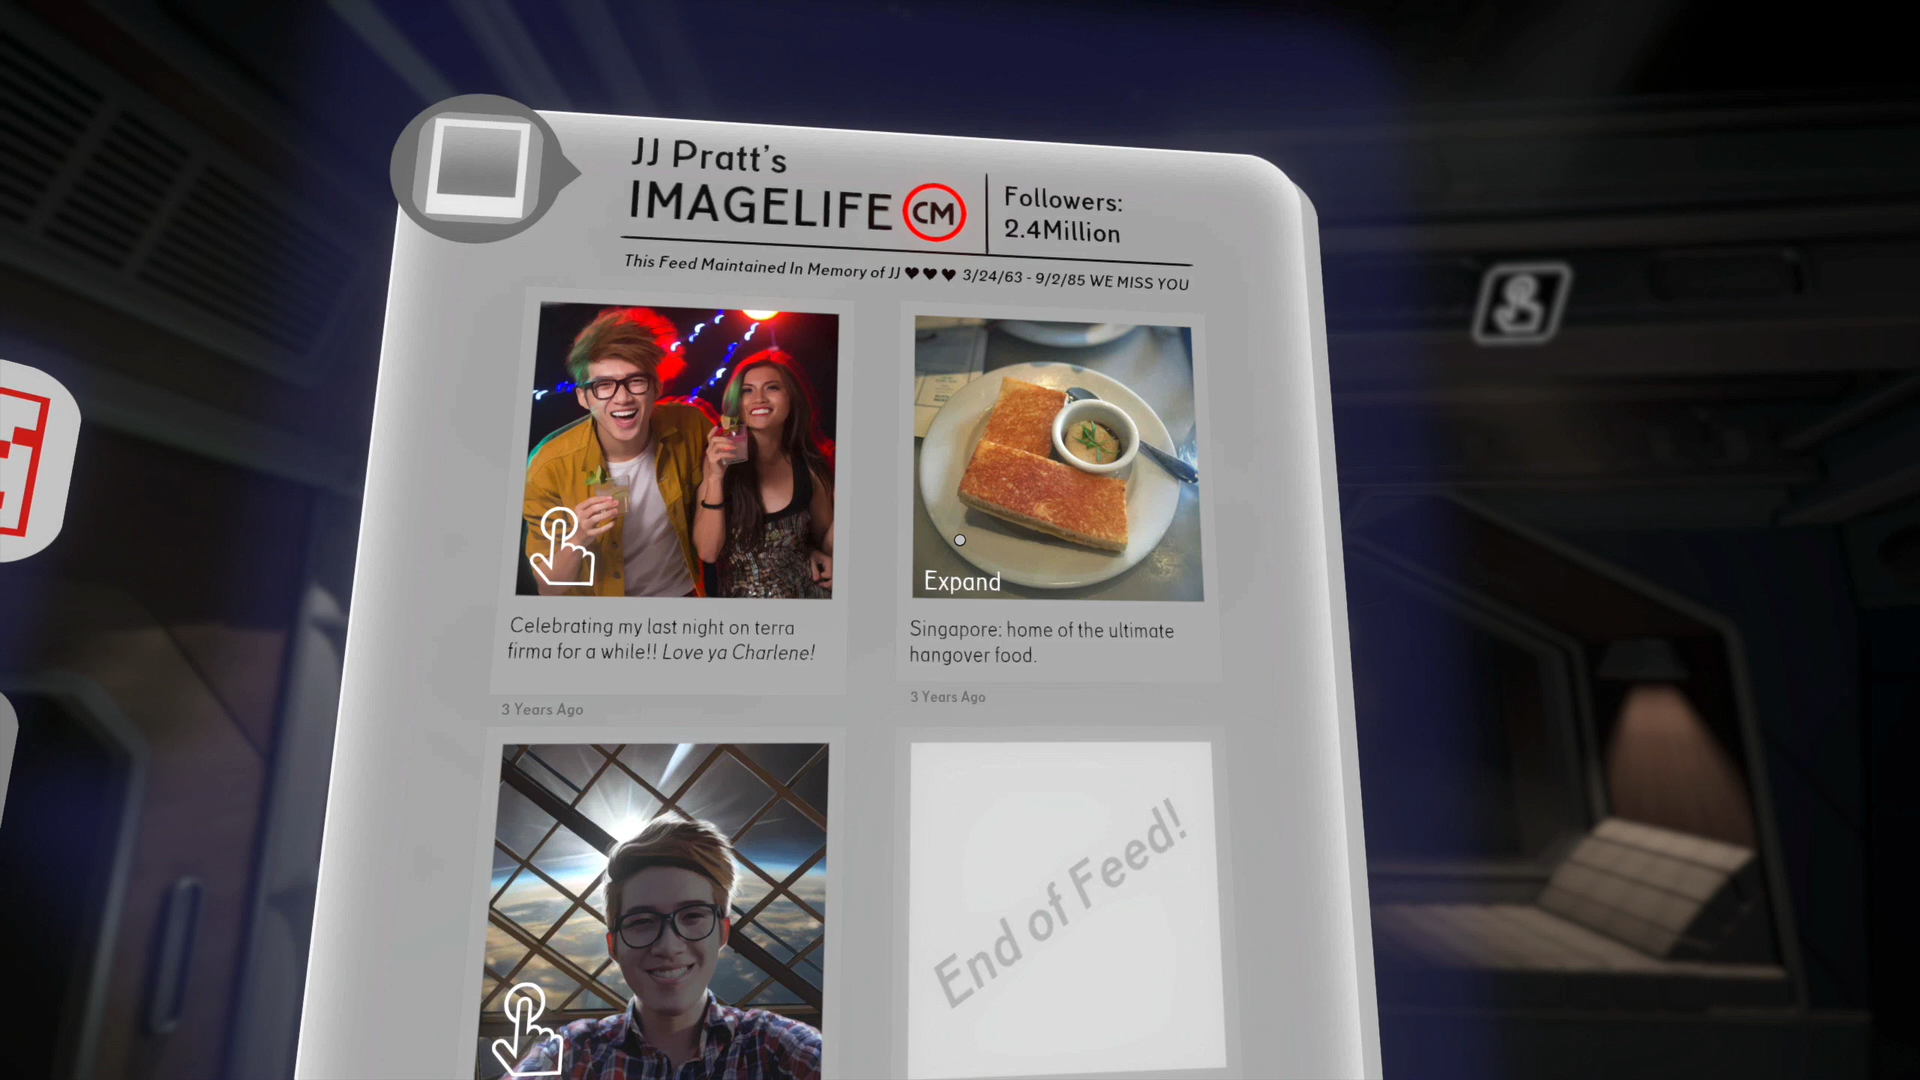 JJ Pratt's
IMAGELIFE CM
Followers:
2.4Million
This Feed Maintained In Memory of JJ ♥♥♥ 3/24/63 - 9/2/85 WE MISS YOU
Expand
Celebrating my last night on terra
firma for a while!! Love ya Charlene!
3 Years Ago
Singapore: home of the ultimate
hangover food.
3 Years Ago
End of Feed!